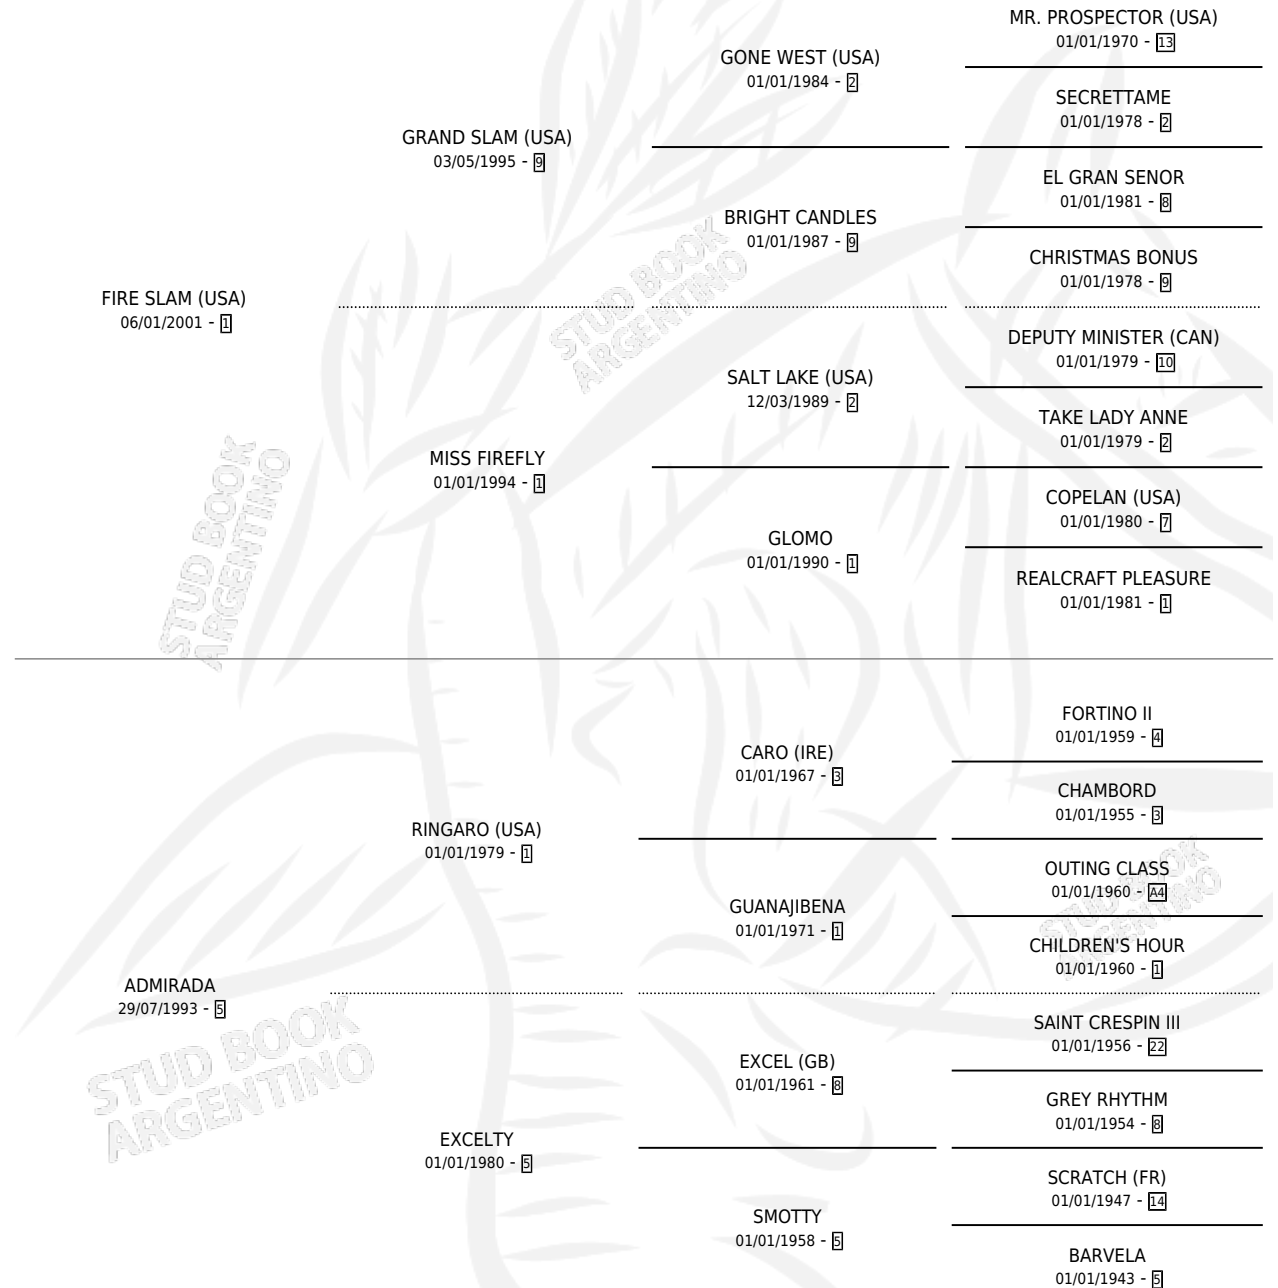 MR. PROSPECTOR (USA)
01/01/1970 - 13
GONE WEST (USA)
01/01/1984 - 2
SECRETTAME
01/01/1978 - 2
GRAND SLAM (USA)
03/05/1995 - 9
EL GRAN SENOR
01/01/1981 - 8
BRIGHT CANDLES
01/01/1987 - 9
CHRISTMAS BONUS
01/01/1978 - 9
STUD BOOK
ARGENTINO
FIRE SLAM (USA)
06/01/2001 - 1
DEPUTY MINISTER (CAN)
01/01/1979 - 10
SALT LAKE (USA)
12/03/1989 - 2
TAKE LADY ANNE
01/01/1979 - 2
MISS FIREFLY
01/01/1994 - 1
COPELAN (USA)
01/01/1980 - 7
GLOMO
01/01/1990 - 1
REALCRAFT PLEASURE
01/01/1981 - 1
STUD BOOK
ARGENTINO
FORTINO II
01/01/1959 - 4
CARO (IRE)
01/01/1967 - 3
CHAMBORD
01/01/1955 - 3
RINGARO (USA)
01/01/1979 - 1
OUTING CLASS
01/01/1960 - A4
GUANAJIBENA
01/01/1971 - 1
CHILDREN'S HOUR
01/01/1960 - 1
STUD BOOK
ARGENTINO
ADMIRADA
29/07/1993 - 5
SAINT CRESPIN III
01/01/1956 - 22
EXCEL (GB)
01/01/1961 - 8
GREY RHYTHM
01/01/1954 - 8
STUD BOOK
ARGENTINO
EXCELTY
01/01/1980 - 5
SCRATCH (FR)
01/01/1947 - 14
SMOTTY
01/01/1958 - 5
BARVELA
01/01/1943 - 5